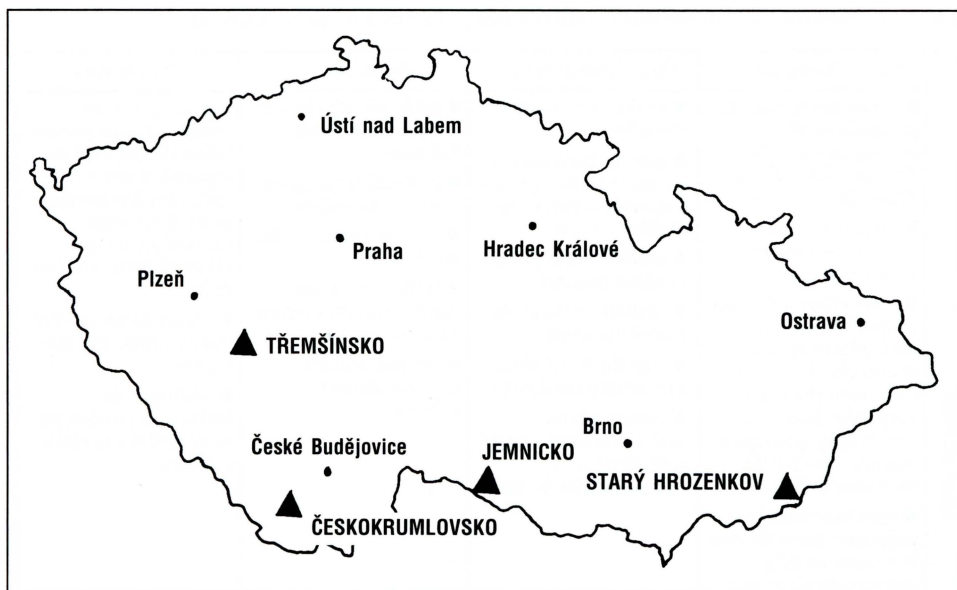 Ústí nad Labem
Praha
Hradec Králové
Plzeň
Ostrava
TŘEMŠÍNSKO
Brno
České Budějovice
JEMNICKO
STARÝ HROZENKOV
ČESKOKRUMLOVSKO